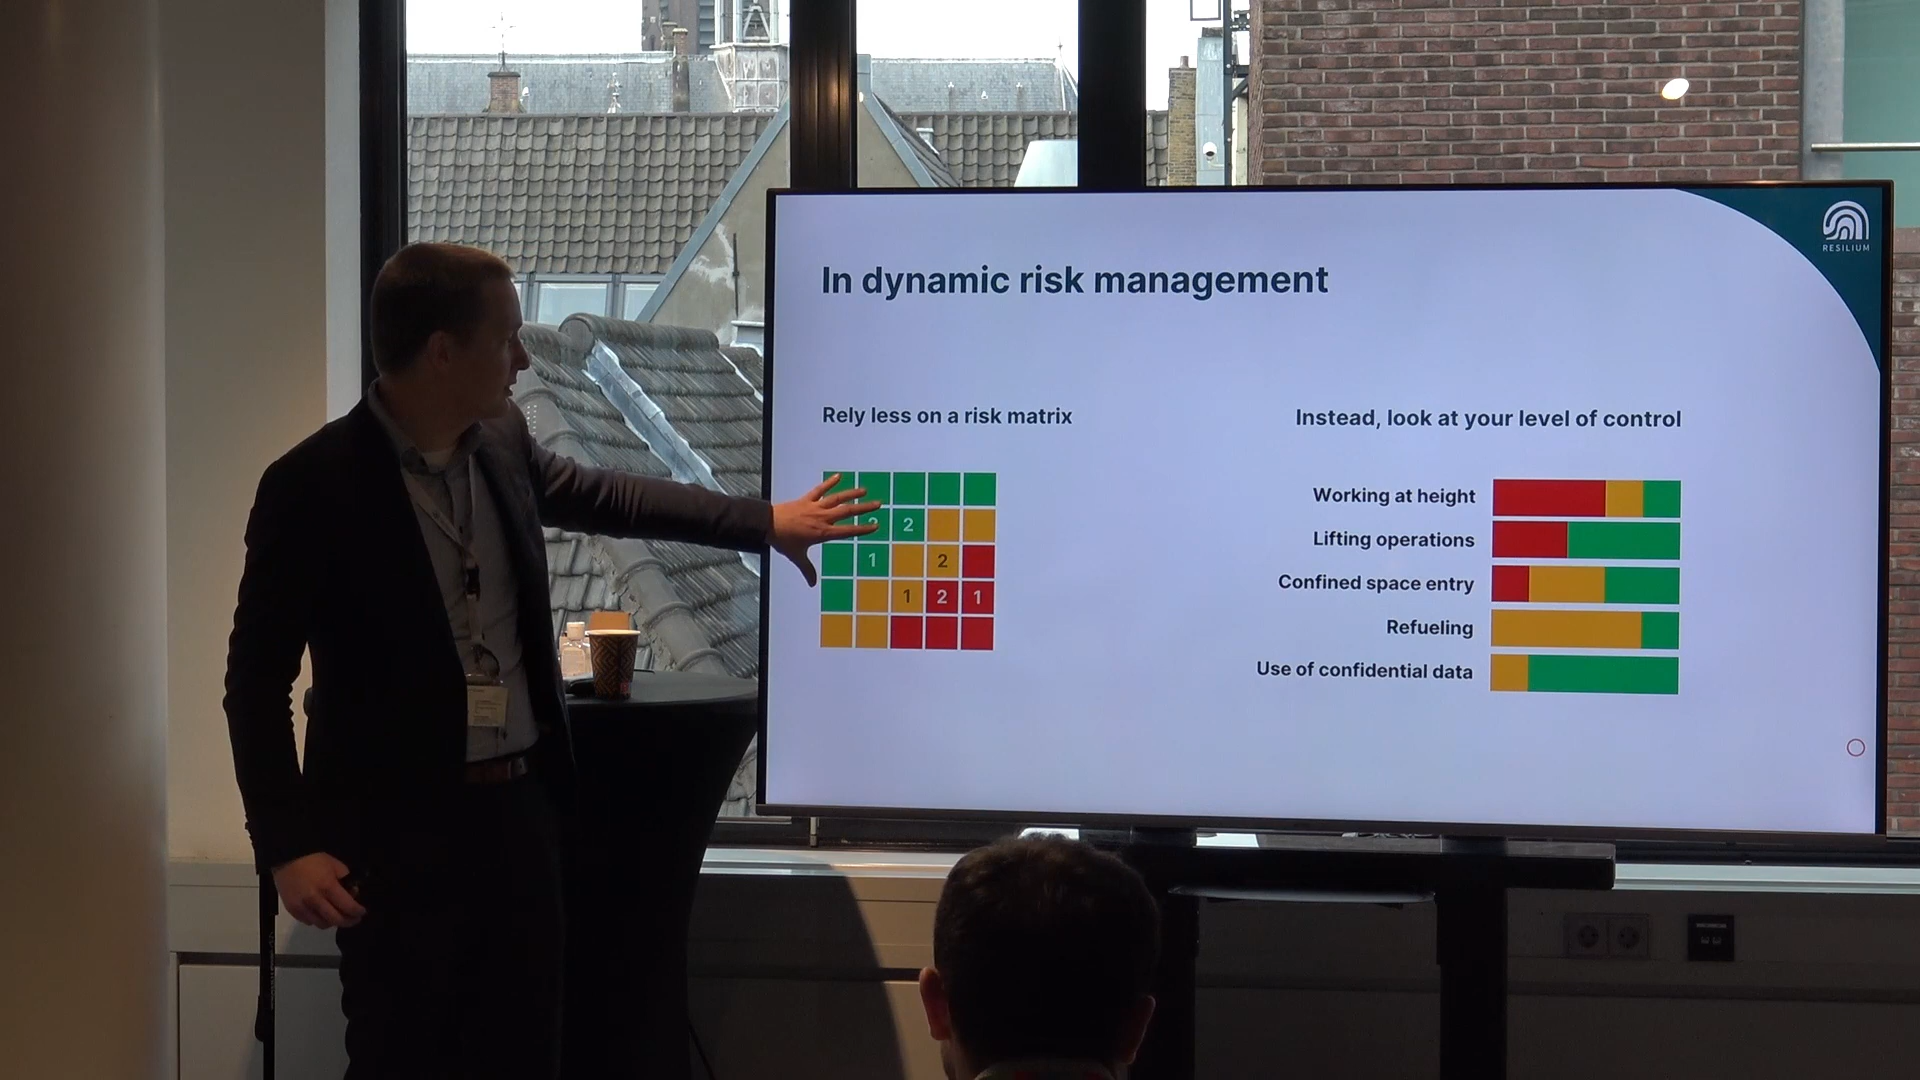 RESILIUM
In dynamic risk management
Rely less on a risk matrix
2
1 2
1 2 1
Instead, look at your level of control
Working at height
Lifting operations
Confined space entry
Refueling
Use of confidential data